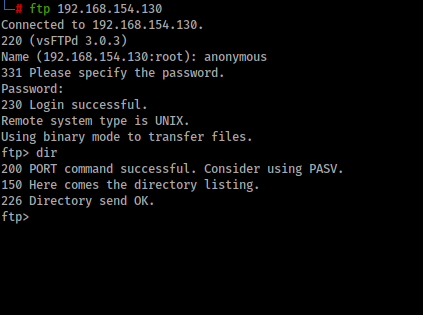 └─# ftp 192.168.154.130
Connected to 192.168.154.130.
220 (vsFTPd 3.0.3)
Name (192.168.154.130:root): anonymous
331 Please specify the password.
Password:
230 Login successful.
Remote system type is UNIX.
Using binary mode to transfer files.
ftp> dir
200 PORT command successful. Consider using PASV.
150 Here comes the directory listing.
226 Directory send OK.
ftp>